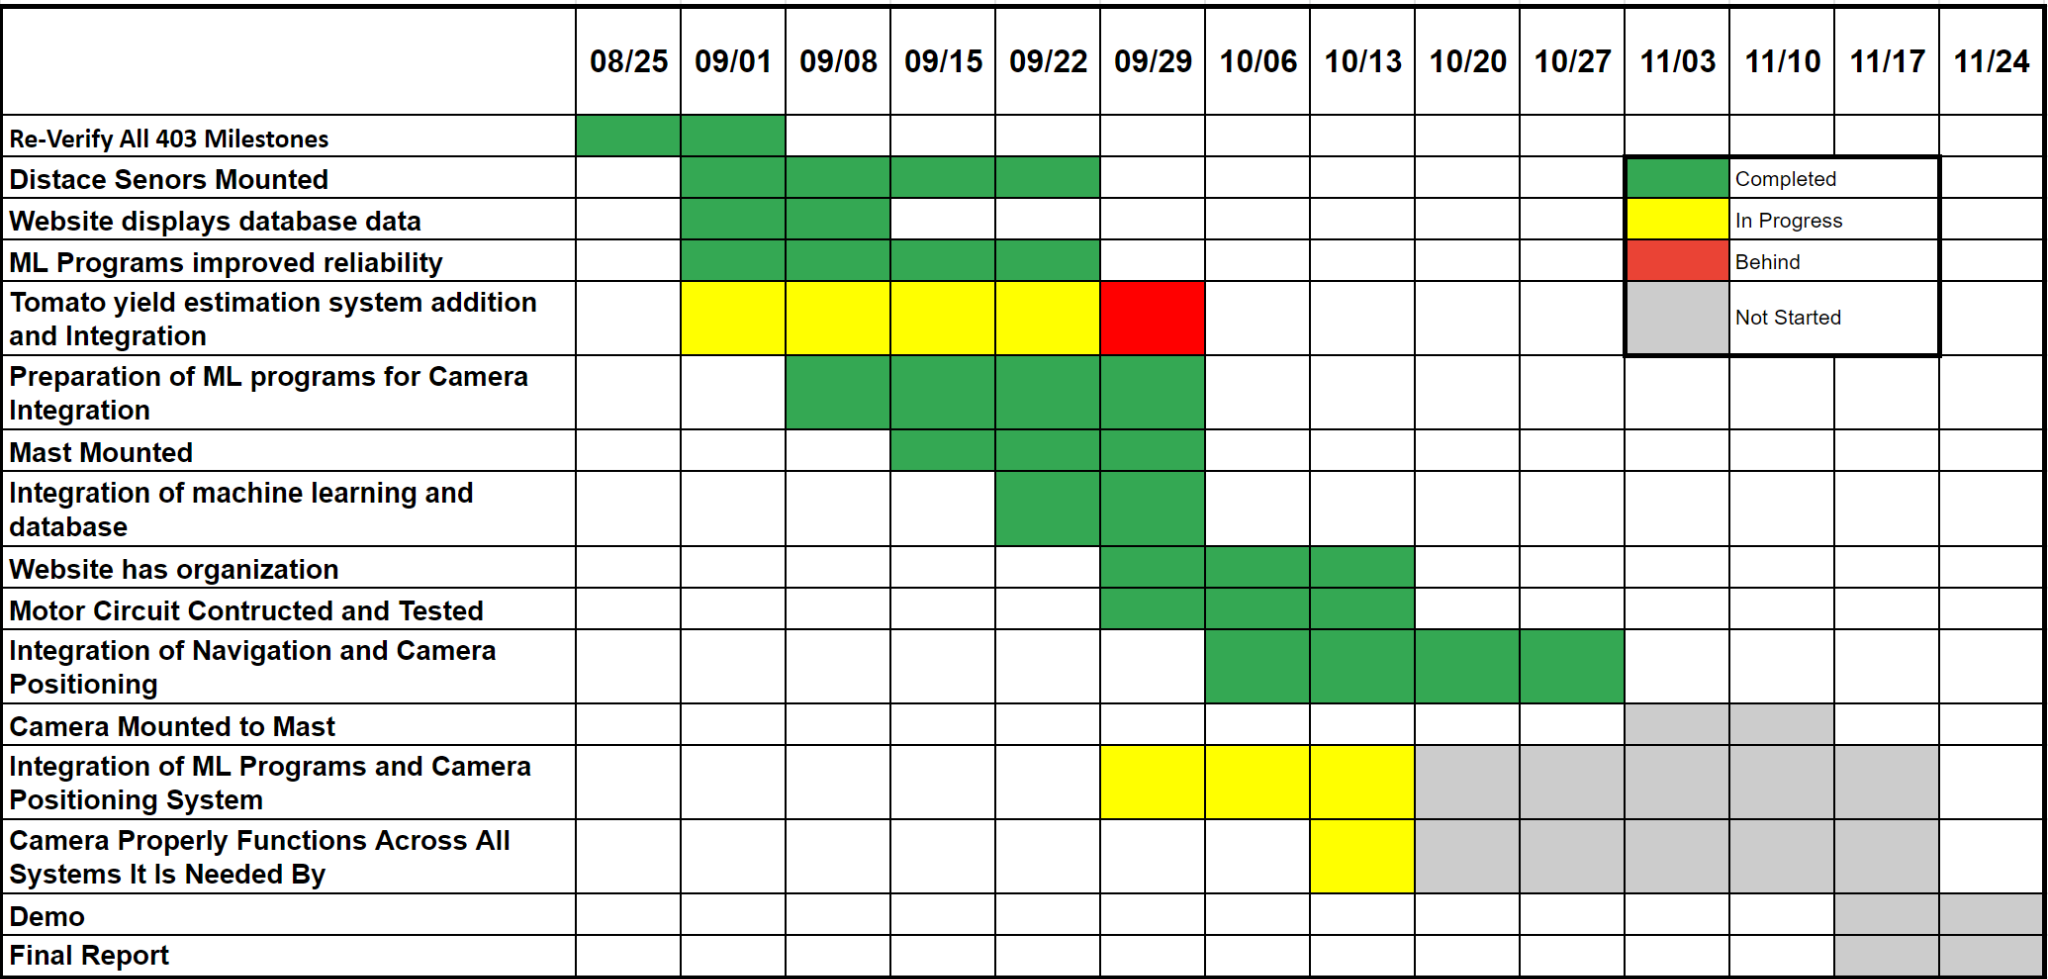 08/25 09/01 09/08 09/15 09/22 09/29 10/06 10/13 10/20 10/27 11/03 11/10 11/17 11/24
Re-Verify All 403 Milestones
Distace Senors Mounted
Completed
Website displays database data
In Progress
ML Programs improved reliability
Behind
Tomato yield estimation system addition
and Integration
Not Started
Preparation of ML programs for Camera
Integration
Mast Mounted
Integration of machine learning and
database
Website has organization
Motor Circuit Contructed and Tested
Integration of Navigation and Camera
Positioning
Camera Mounted to Mast
Integration of ML Programs and Camera
Positioning System
Camera Properly Functions Across All
Systems It Is Needed By
Demo
Final Report